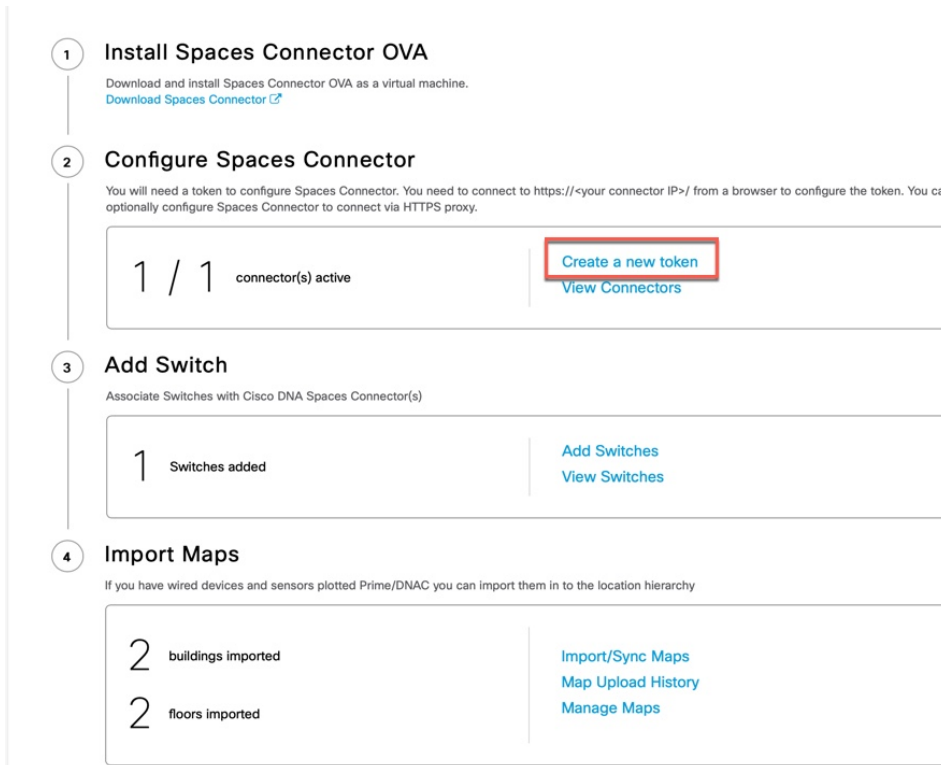 1
Install Spaces Connector OVA
Download and install Spaces Connector OVA as a virtual machine.
Download Spaces Connector
2
Configure Spaces Connector
You will need a token to configure Spaces Connector. You need to connect to https://<your connector IP>/ from a browser to configure the token. You
optionally configure Spaces Connector to connect via HTTPS proxy.
1 / 1 connector(s) active
Create a new token
View Connectors
3
Add Switch
Associate Switches with Cisco DNA Spaces Connector(s)
1 Switches added
Add Switches
View Switches
4
Import Maps
If you have wired devices and sensors plotted Prime/DNAC you can import them in to the location hierarchy
2 buildings imported
2 floors imported
Import/Sync Maps
Map Upload History
Manage Maps